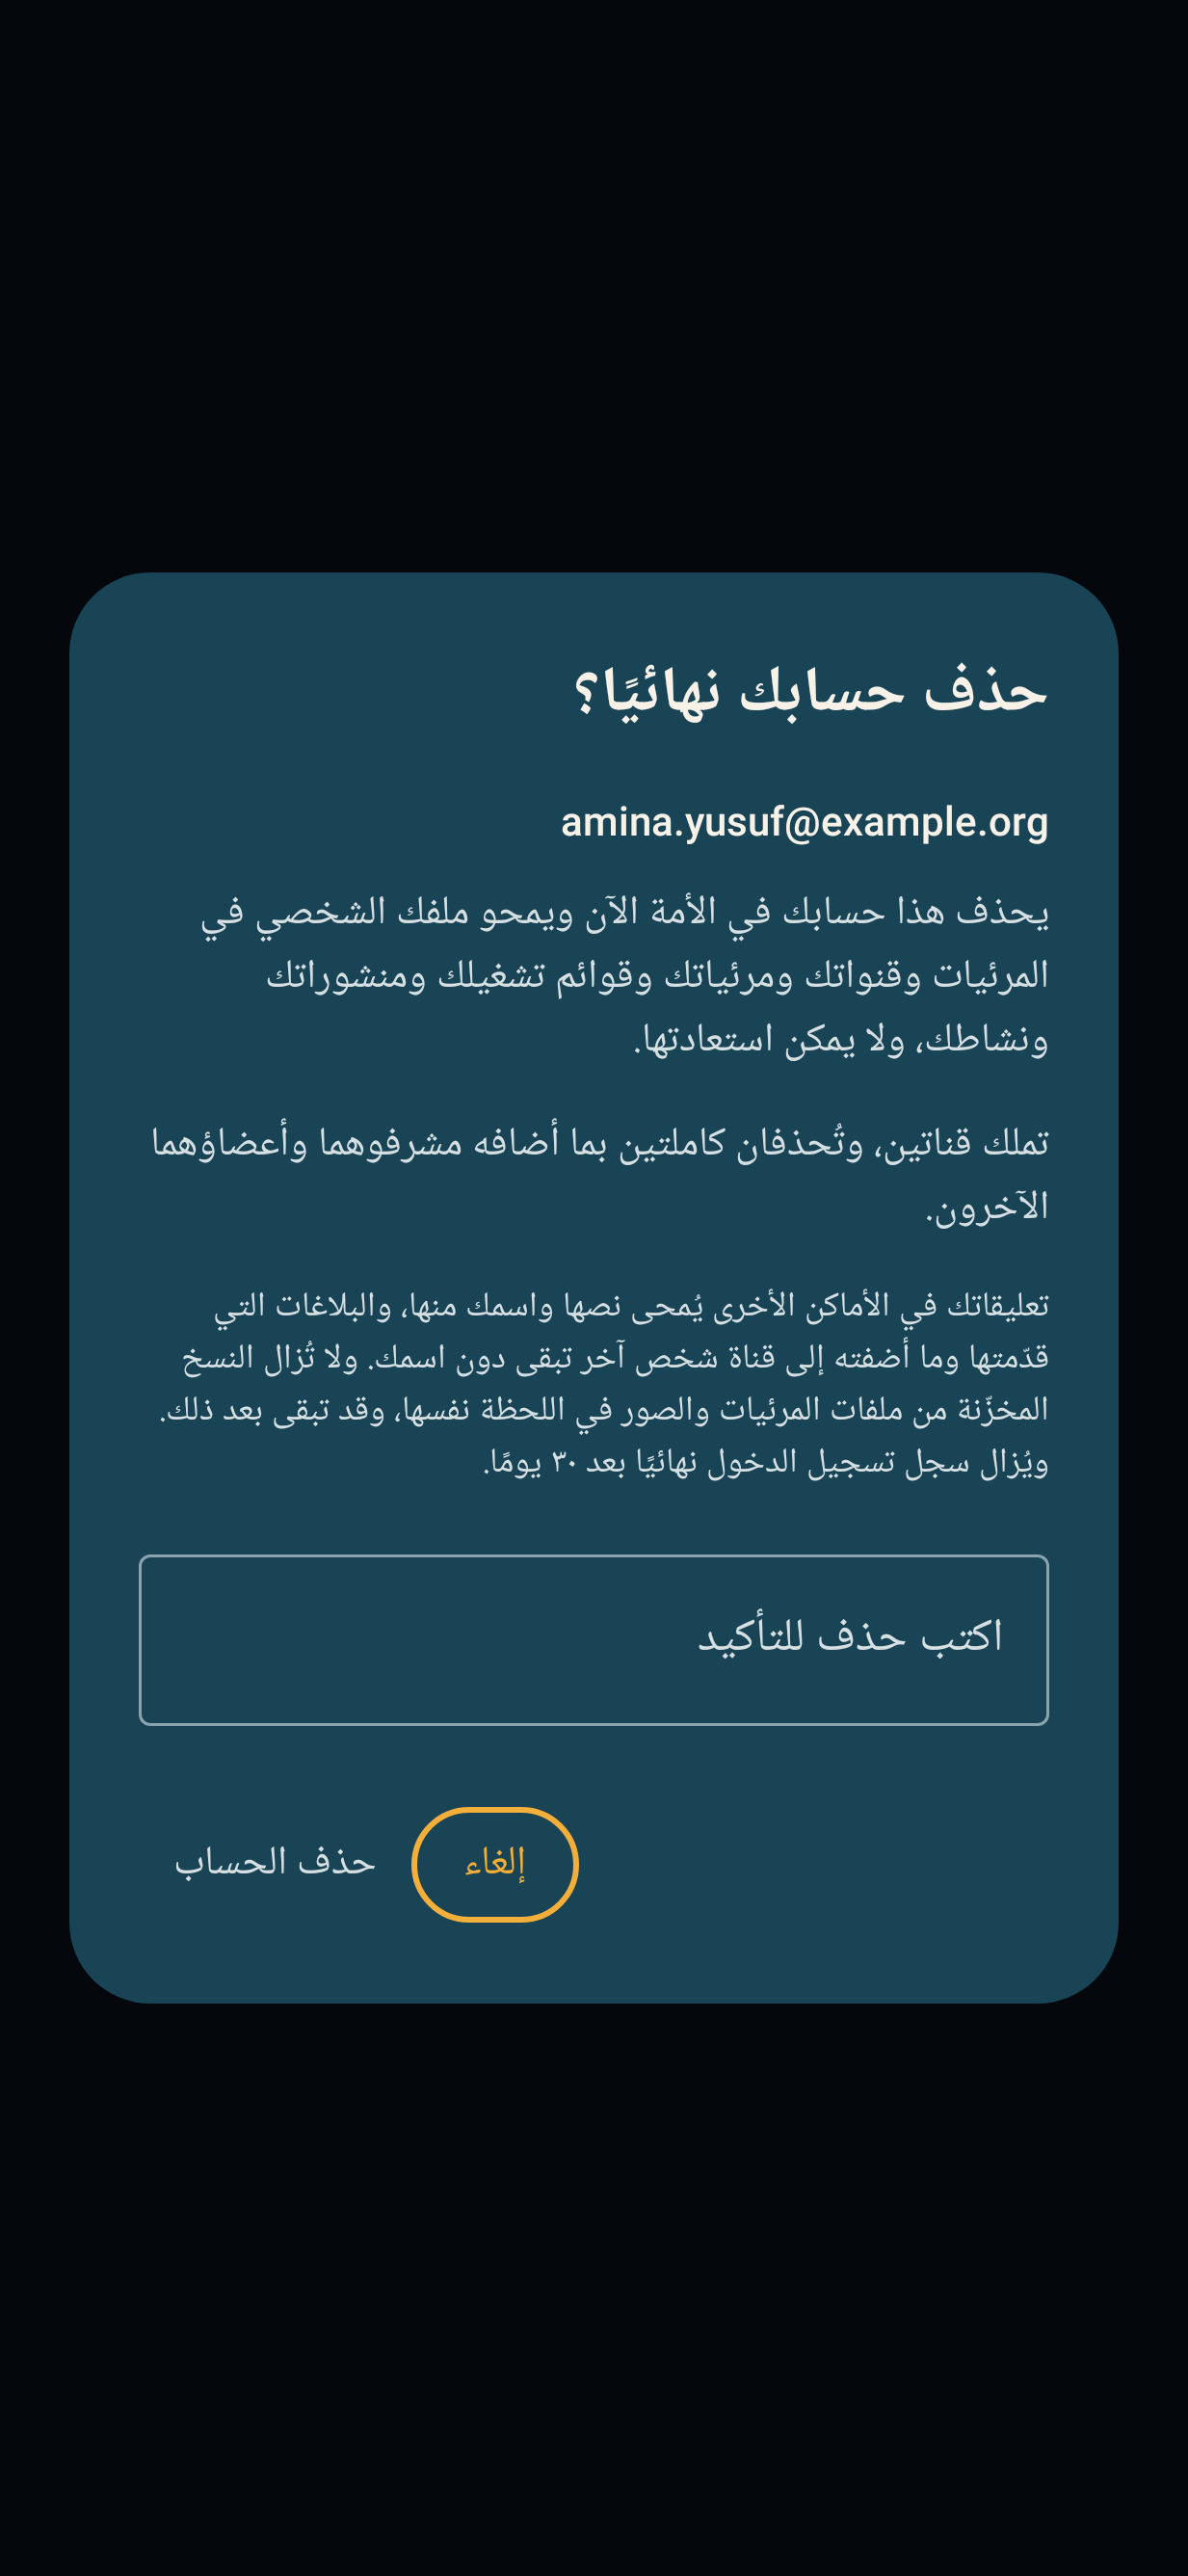 حذف حسابك نهائيًا؟
amina.yusuf@example.org
يحذف هذا حسابك في الأمة الآن ويمحو ملفك الشخصي في
المرئيات وقنواتك ومرئياتك وقوائم تشغيلك ومنشوراتك
ونشاطك، ولا يمكن استعادتها.
تملك قناتين، وتُحذفان كاملتين بما أضافه مشرفوهما وأعضاؤهما
الآخرون.
تعليقاتك في الأماكن الأخرى يُمحى نصها واسمك منها، والبلاغات التي
قدّمتها وما أضفته إلى قناة شخص آخر تبقى دون اسمك. ولا تُزال النسخ
المخزّنة من ملفات المرئيات والصور في اللحظة نفسها، وقد تبقى بعد ذلك.
ويُزال سجل تسجيل الدخول نهائيًا بعد ٣٠ يومًا.
اكتب حذف للتأكيد
إلغاء
حذف الحساب